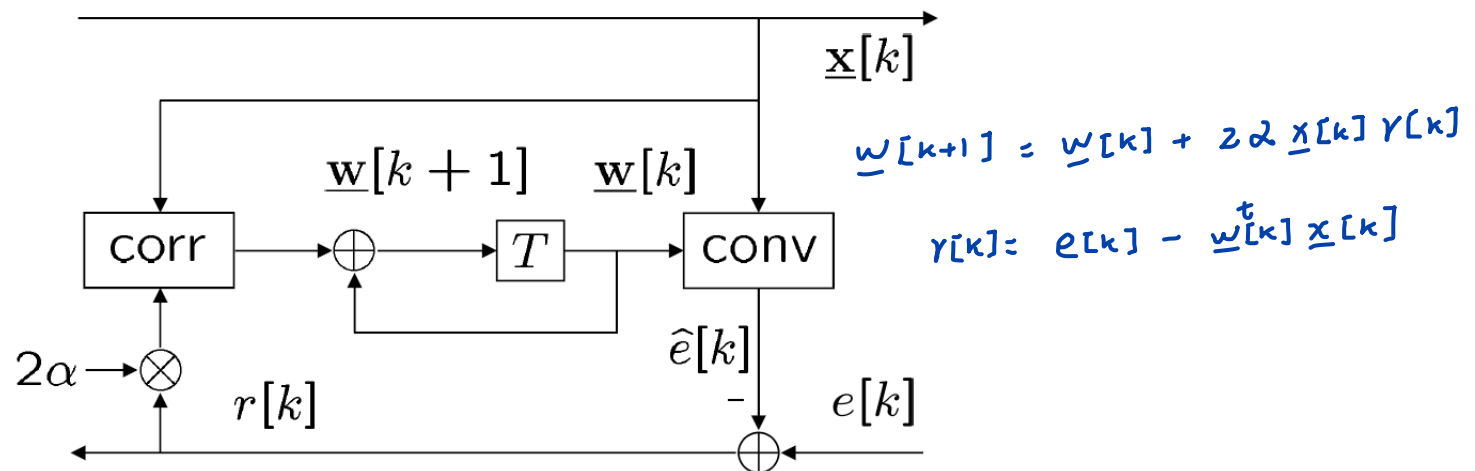 x[k]
w[k+1] = w[k] + 2α x[k] r[k]
w[k + 1]
w[k]
corr
⊕
T
conv
r[k] = e[k] - wᵗ[k] x[k]
ê[k]
2α
⊗
r[k]
-
e[k]
⊕